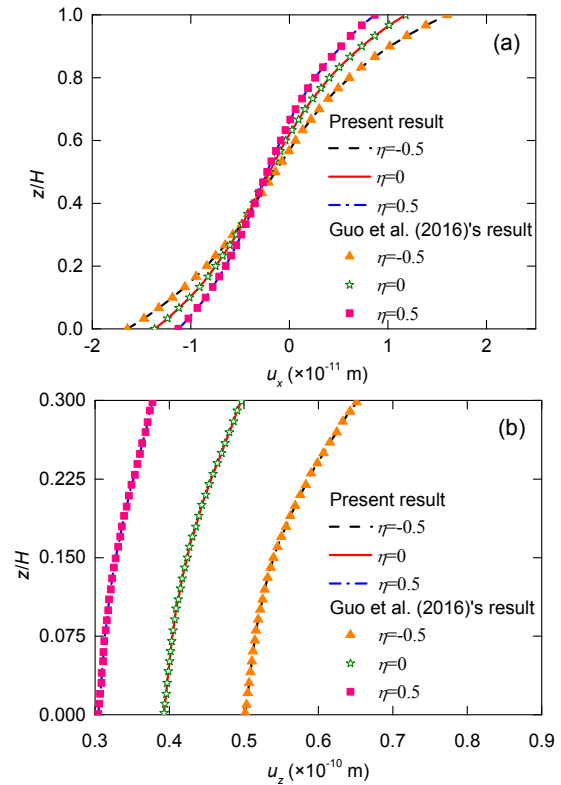 (a)
1.0
0.8
0.6
0.4
0.2
0.0
z/H
Present result
η=-0.5
η=0
η=0.5
Guo et al. (2016)'s result
η=-0.5
η=0
η=0.5
-2 -1 0 1 2
u_x (×10⁻¹¹ m)
(b)
0.300
0.225
0.150
0.075
0.000
z/H
Present result
η=-0.5
η=0
η=0.5
Guo et al. (2016)'s result
η=-0.5
η=0
η=0.5
0.3 0.4 0.5 0.6 0.7 0.8 0.9
u_z (×10⁻¹⁰ m)